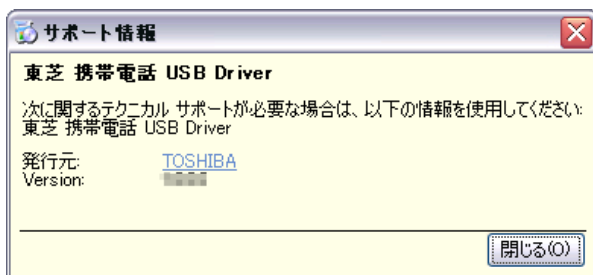 サポート情報
東芝 携帯電話 USB Driver
次に関するテクニカル サポートが必要な場合は、以下の情報を使用してください:
東芝 携帯電話 USB Driver
発行元: TOSHIBA
Version:
閉じる(O)